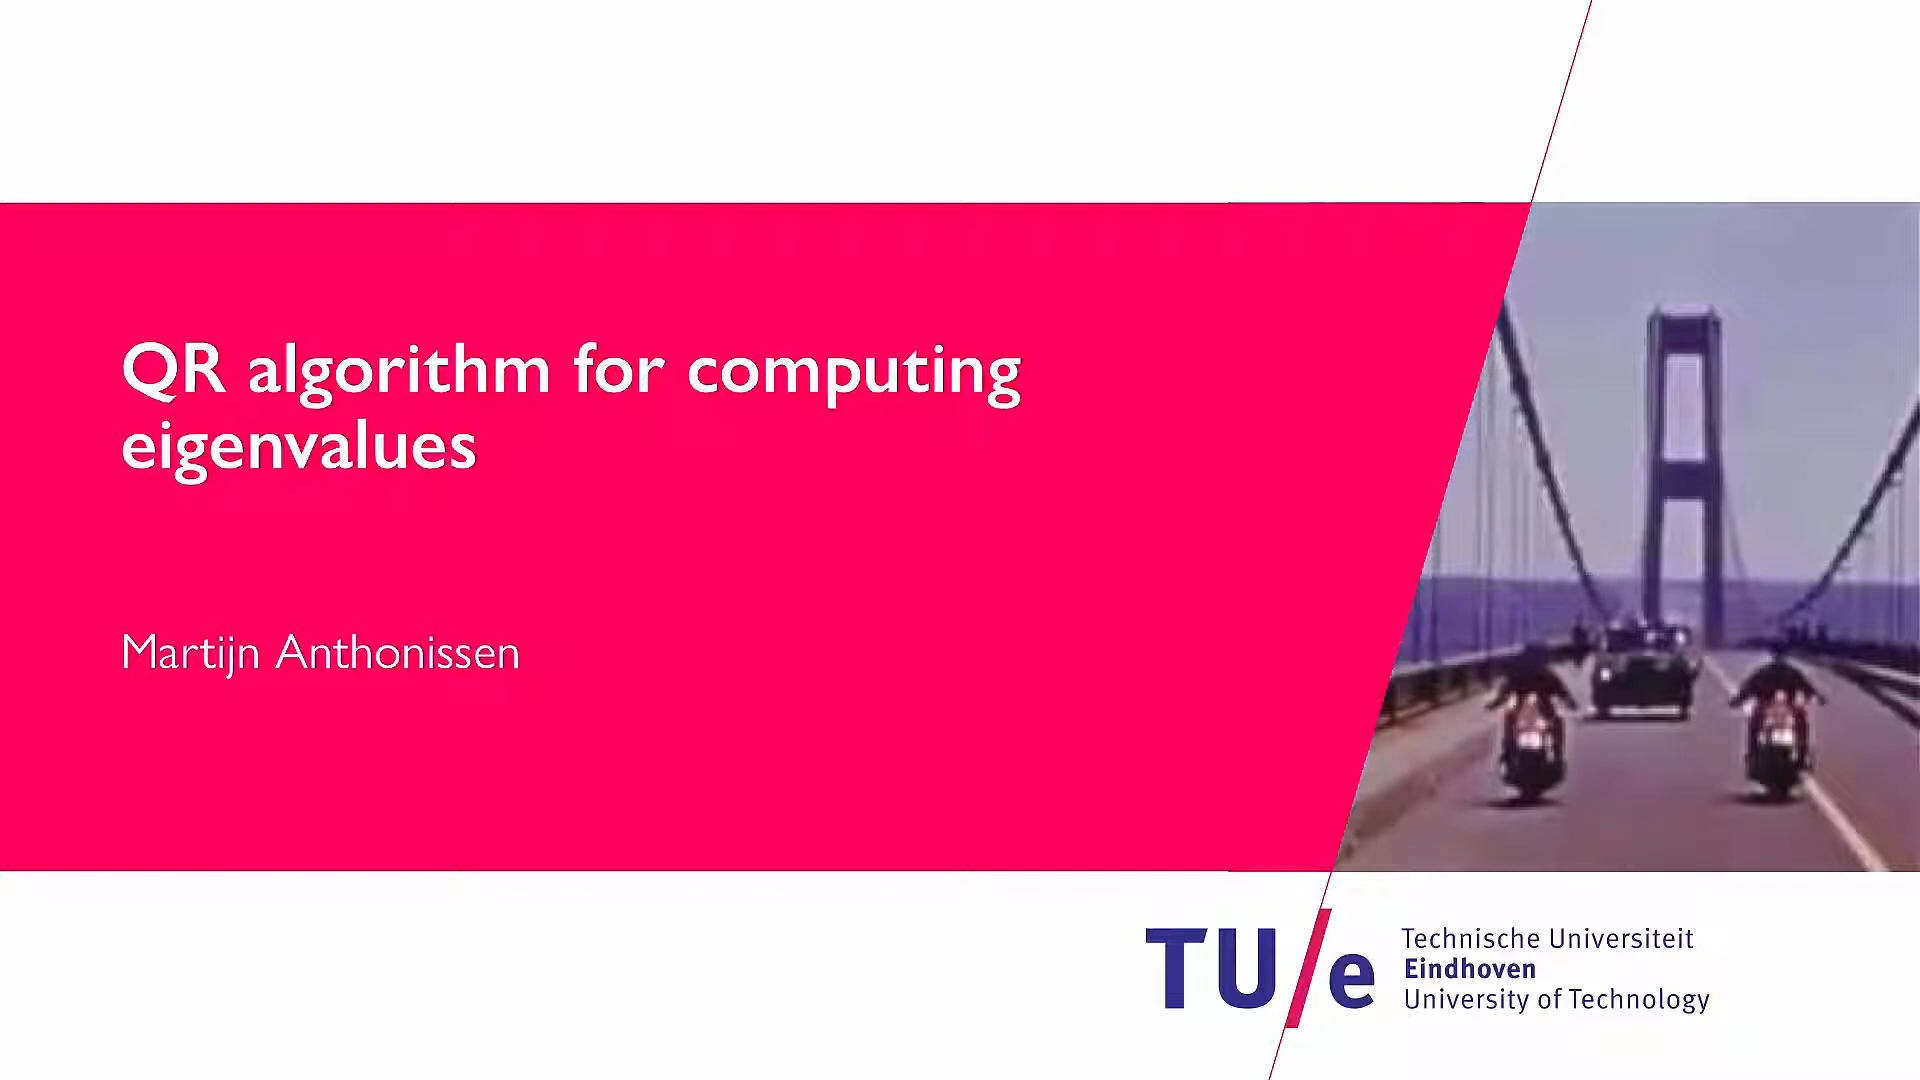 QR algorithm for computing
eigenvalues
Martijn Anthonissen
TU/e
Technische Universiteit
Eindhoven
University of Technology